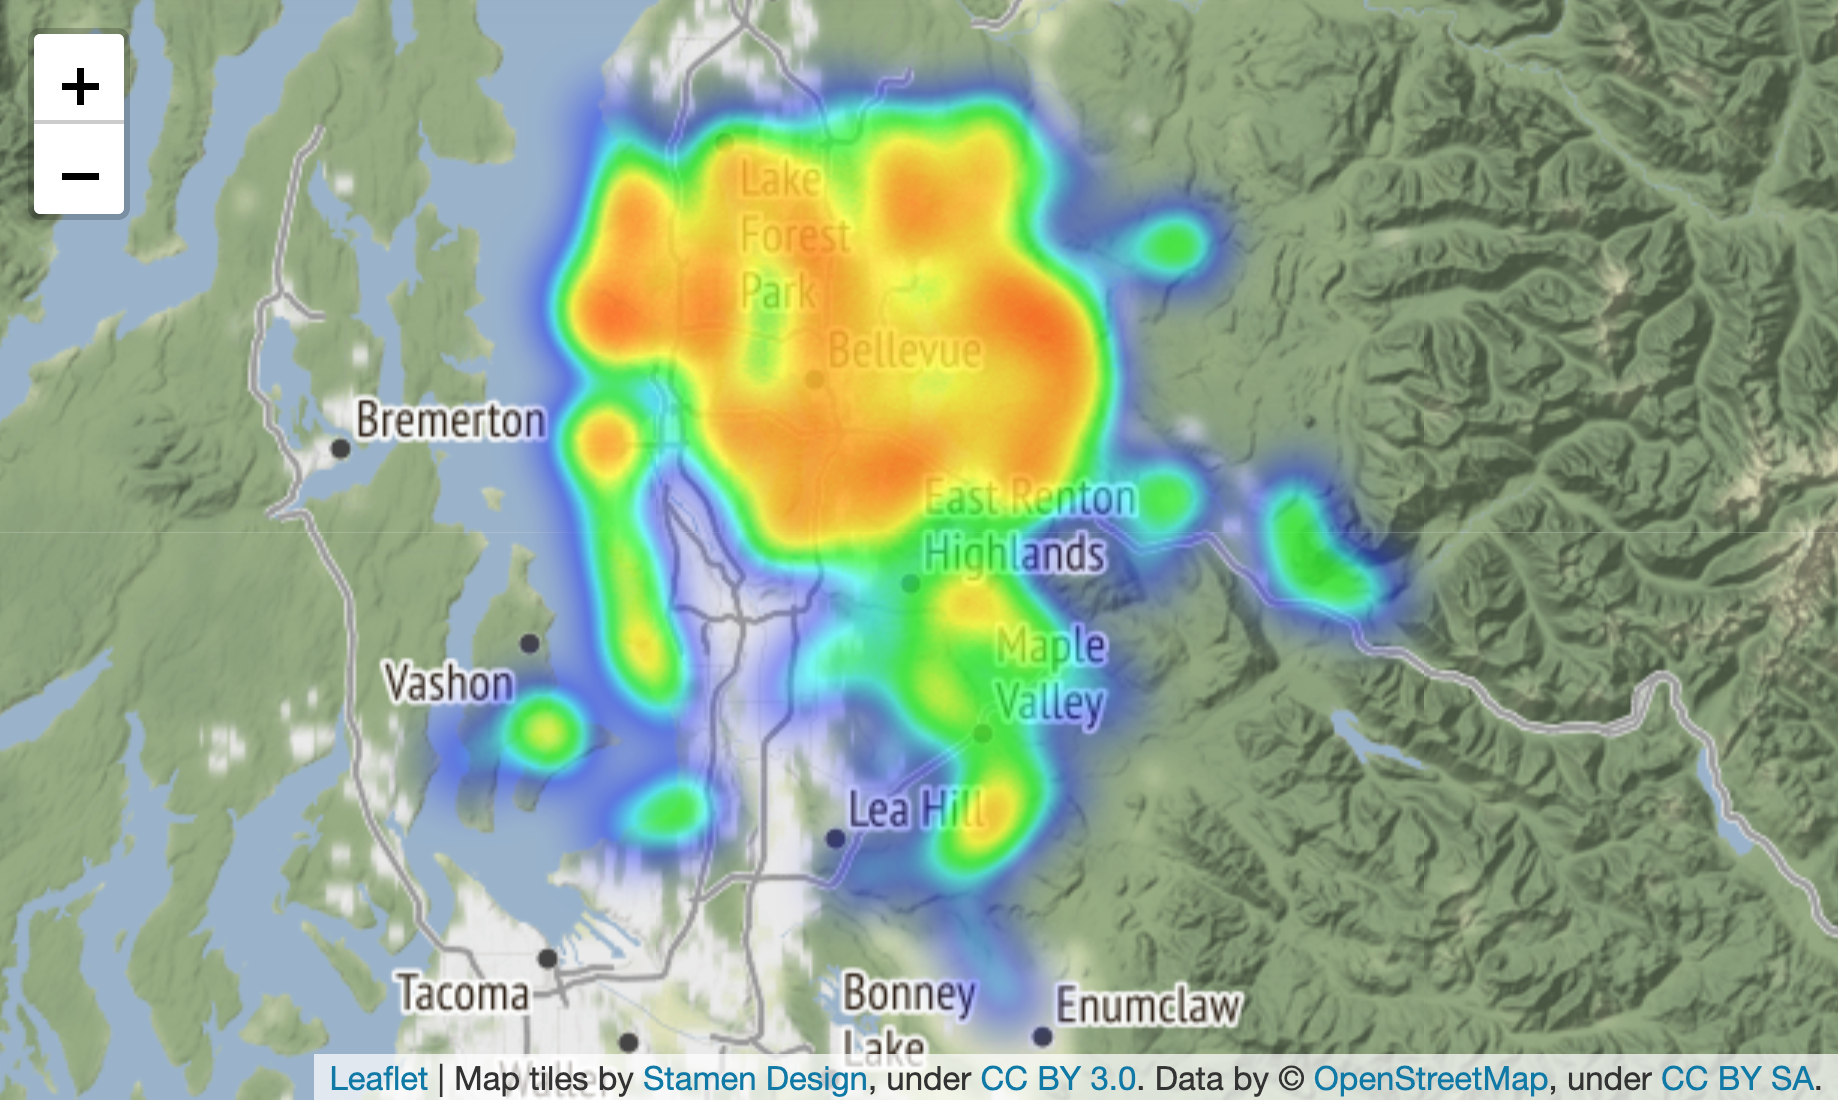 +
−
Lake
Forest
Park
Bellevue
Bremerton
East Renton
Highlands
Maple
Valley
Vashon
Lea Hill
Tacoma
Bonney
Lake
Enumclaw
Leaflet | Map tiles by Stamen Design, under CC BY 3.0. Data by © OpenStreetMap, under CC BY SA.